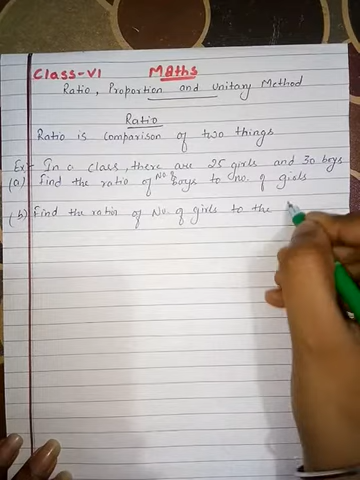 Class-VI Maths
Ratio, Proportion and Unitary Method
Ratio
Ratio is comparison of two things
Ex:- In a class, there are 25 girls and 30 boys
(a) Find the ratio of No. of boys to no. of girls
(b) Find the ratio of No. of girls to the